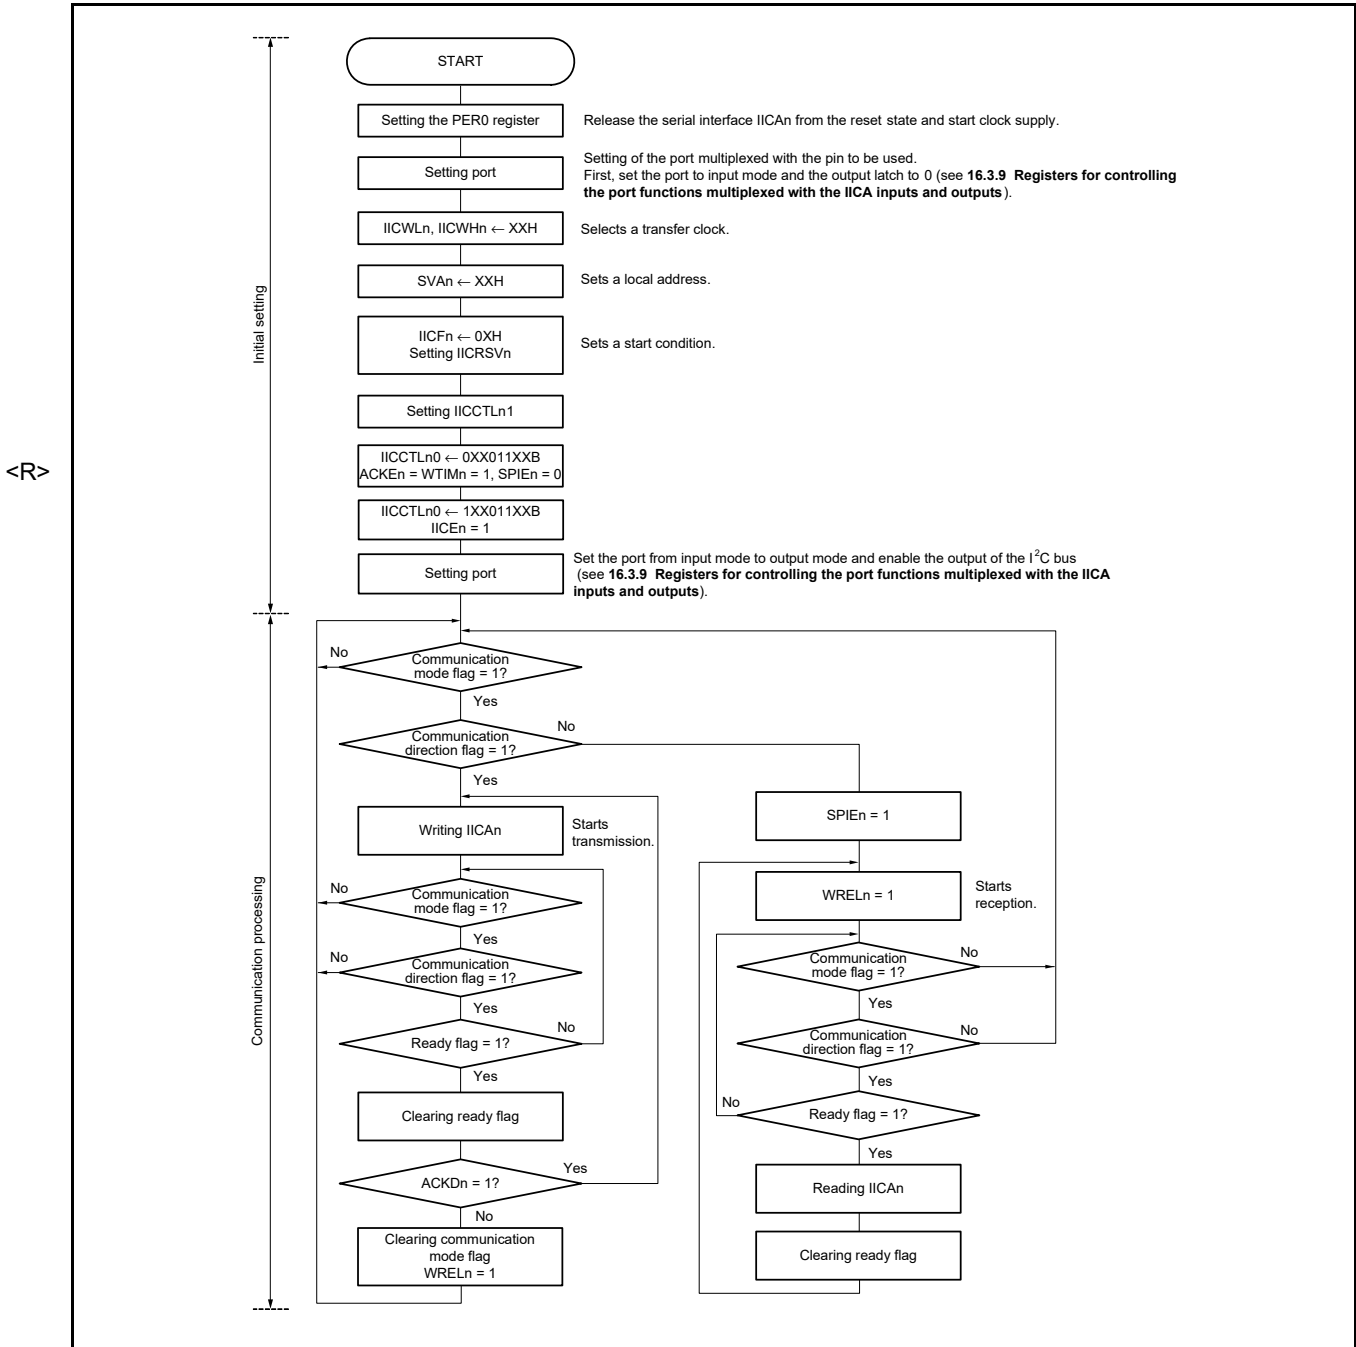 START
Setting the PER0 register
Release the serial interface IICAn from the reset state and start clock supply.
Setting port
Setting of the port multiplexed with the pin to be used.
First, set the port to input mode and the output latch to 0 (see 16.3.9 Registers for controlling
the port functions multiplexed with the IICA inputs and outputs).
IICWLn, IICWHn ← XXH
Selects a transfer clock.
SVAn ← XXH
Sets a local address.
Initial setting
IICFn ← 0XH
Setting IICRSVn
Sets a start condition.
Setting IICCTLn1
<R>
IICCTLn0 ← 0XX011XXB
ACKEn = WTIMn = 1, SPIEn = 0
IICCTLn0 ← 1XX011XXB
IICEn = 1
Setting port
Set the port from input mode to output mode and enable the output of the I²C bus
(see 16.3.9 Registers for controlling the port functions multiplexed with the IICA
inputs and outputs).
Communication processing
No
Communication
mode flag = 1?
Yes
No
Communication
direction flag = 1?
Yes
Writing IICAn
Starts
transmission.
No
Communication
mode flag = 1?
Yes
No
Communication
direction flag = 1?
Yes
No
Ready flag = 1?
Yes
Clearing ready flag
Yes
ACKDn = 1?
No
Clearing communication
mode flag
WRELn = 1
SPIEn = 1
WRELn = 1
Starts
reception.
No
Communication
mode flag = 1?
Yes
No
Communication
direction flag = 1?
Yes
No
Ready flag = 1?
Yes
Reading IICAn
Clearing ready flag